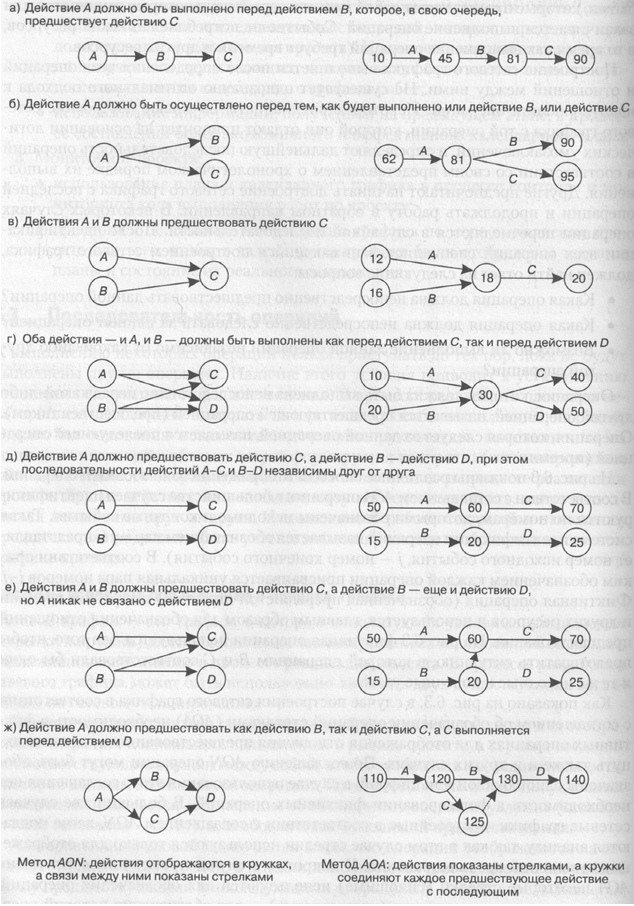 а) Действие А должно быть выполнено перед действием В, которое, в свою очередь,
предшествует действию С
A B C
10 A 45 B 81 C 90
б) Действие А должно быть осуществлено перед тем, как будет выполнено или действие В, или действие С
A B C
62 A 81 B 90 C 95
в) Действия А и В должны предшествовать действию С
A B C
12 A 16 B 18 C 20
г) Оба действия — и А, и В — должны быть выполнены как перед действием С, так и перед действием D
A C B D
10 A 20 B 30 C 40 D 50
д) Действие А должно предшествовать действию С, а действие В — действию D, при этом
последовательности действий A–C и B–D независимы друг от друга
A C
B D
50 A 60 C 70
15 B 20 D 25
е) Действия А и В должны предшествовать действию С, а действие В — еще и действию D,
но А никак не связано с действием D
A C
B D
50 A 60 C 70
15 B 20 D 25
ж) Действие А должно предшествовать как действию В, так и действию С, а С выполняется
перед действием D
A B C D
110 A 120 B 130 D 140
C 125
Метод AON: действия отображаются в кружках,
а связи между ними показаны стрелками
Метод AOA: действия показаны стрелками, а кружки
соединяют каждое предшествующее действие
с последующим